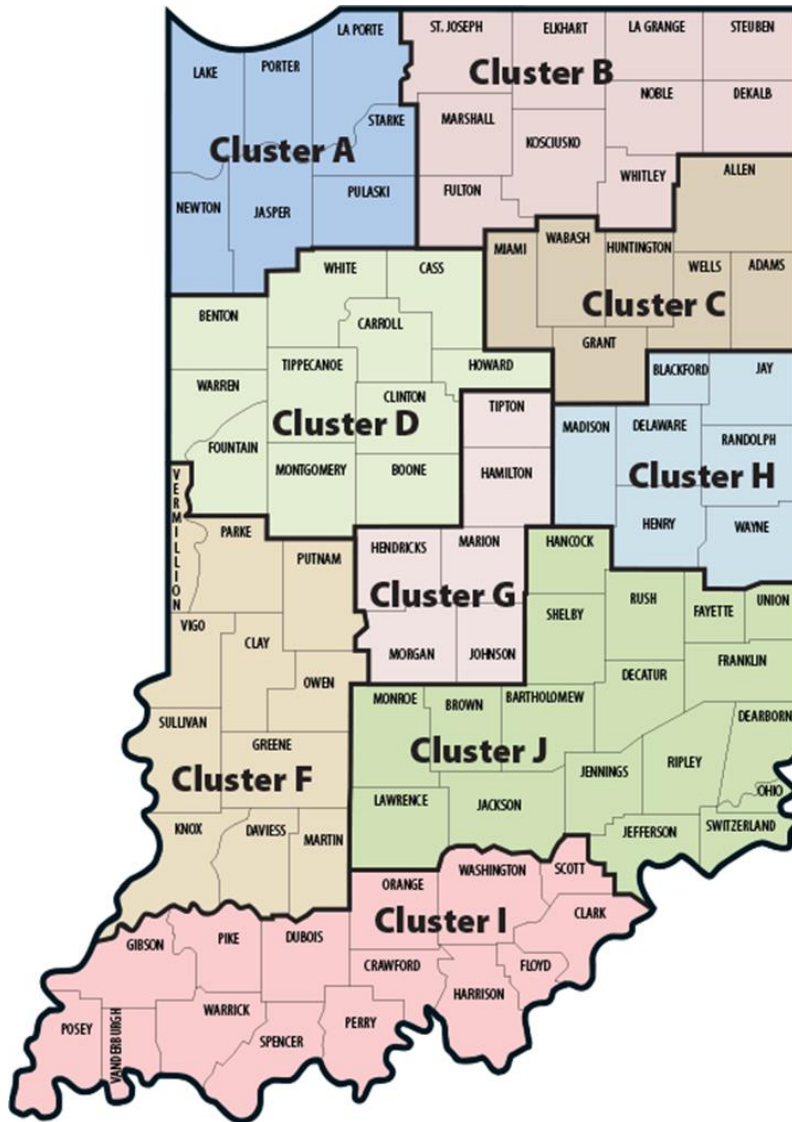 LA PORTE
ST. JOSEPH
ELKHART
LA GRANGE
STEUBEN
LAKE
PORTER
Cluster B
NOBLE
DEKALB
STARKE
MARSHALL
KOSCIUSKO
Cluster A
WHITLEY
ALLEN
PULASKI
FULTON
NEWTON
JASPER
WABASH
MIAMI
HUNTINGTON
WELLS
ADAMS
WHITE
CASS
Cluster C
BENTON
CARROLL
GRANT
TIPPECANOE
HOWARD
BLACKFORD
JAY
WARREN
CLINTON
TIPTON
Cluster D
MADISON
DELAWARE
RANDOLPH
FOUNTAIN
MONTGOMERY
BOONE
HAMILTON
Cluster H
VERMILLION
PARKE
HENRY
WAYNE
PUTNAM
HENDRICKS
MARION
HANCOCK
Cluster G
RUSH
UNION
FAYETTE
VIGO
SHELBY
CLAY
MORGAN
JOHNSON
FRANKLIN
OWEN
DECATUR
MONROE
BROWN
BARTHOLOMEW
DEARBORN
SULLIVAN
GREENE
Cluster J
RIPLEY
JENNINGS
Cluster F
OHIO
LAWRENCE
JACKSON
KNOX
DAVIESS
MARTIN
JEFFERSON
SWITZERLAND
WASHINGTON
SCOTT
ORANGE
CLARK
Cluster I
GIBSON
PIKE
DUBOIS
CRAWFORD
FLOYD
HARRISON
WARRICK
PERRY
POSEY
VANDERBURGH
SPENCER